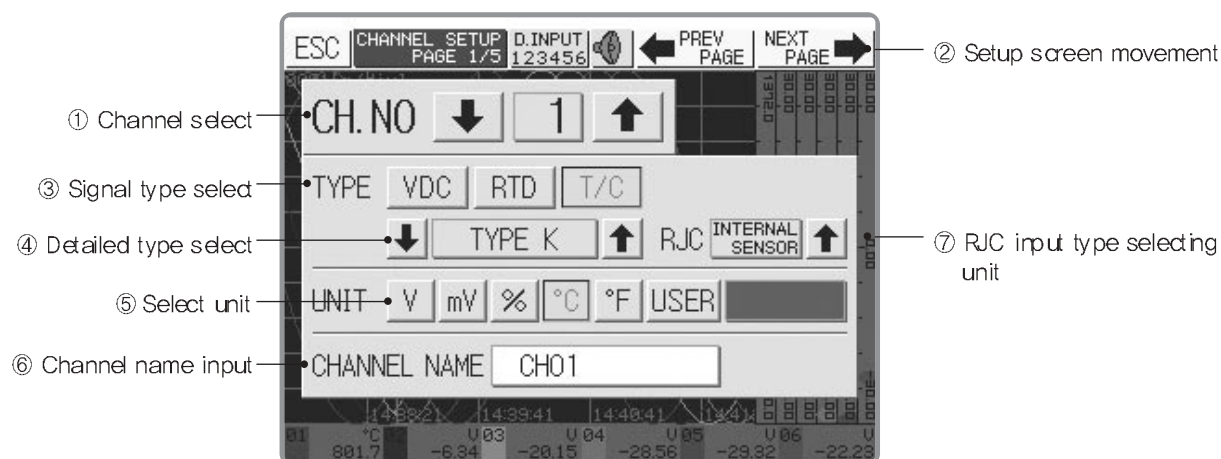 ESC
CHANNEL SETUP
PAGE 1/5
D.INPUT
123456
PREV
PAGE
NEXT
PAGE
② Setup screen movement
① Channel select
CH.NO 1
③ Signal type select
TYPE VDC RTD T/C
④ Detailed type select
TYPE K RJC INTERNAL
SENSOR
⑦ RJC input type selecting
unit
⑤ Select unit
UNIT V mV % °C °F USER
⑥ Channel name input
CHANNEL NAME CH01
14:39:41 14:40:41
01 °C V 03 V 04 V 05 V 06 V
801.7 -6.34 -20.15 -28.56 -29.32 -22.23